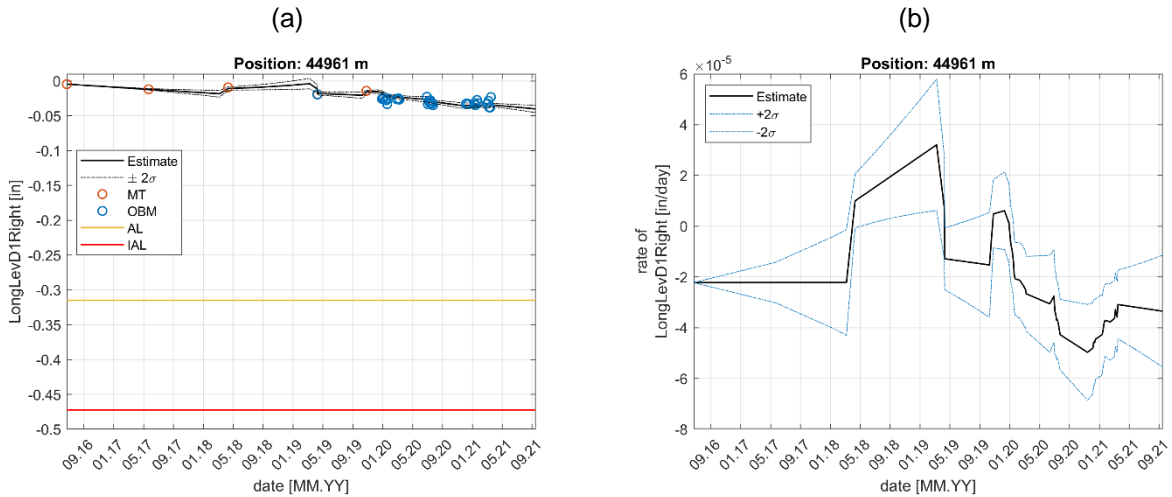 (a)
Position: 44961 m
LongLevD1Right [in]
0
-0.05
-0.1
-0.15
-0.2
-0.25
-0.3
-0.35
-0.4
-0.45
-0.5
Estimate
± 2σ
MT
OBM
AL
IAL
09.16
01.17
05.17
09.17
01.18
05.18
09.18
01.19
05.19
09.19
01.20
05.20
09.20
01.21
05.21
09.21
date [MM.YY]
(b)
×10⁻⁵
Position: 44961 m
rate of
LongLevD1Right [in/day]
6
4
2
0
-2
-4
-6
-8
Estimate
+2σ
-2σ
09.16
01.17
05.17
09.17
01.18
05.18
09.18
01.19
05.19
09.19
01.20
05.20
09.20
01.21
05.21
09.21
date [MM.YY]